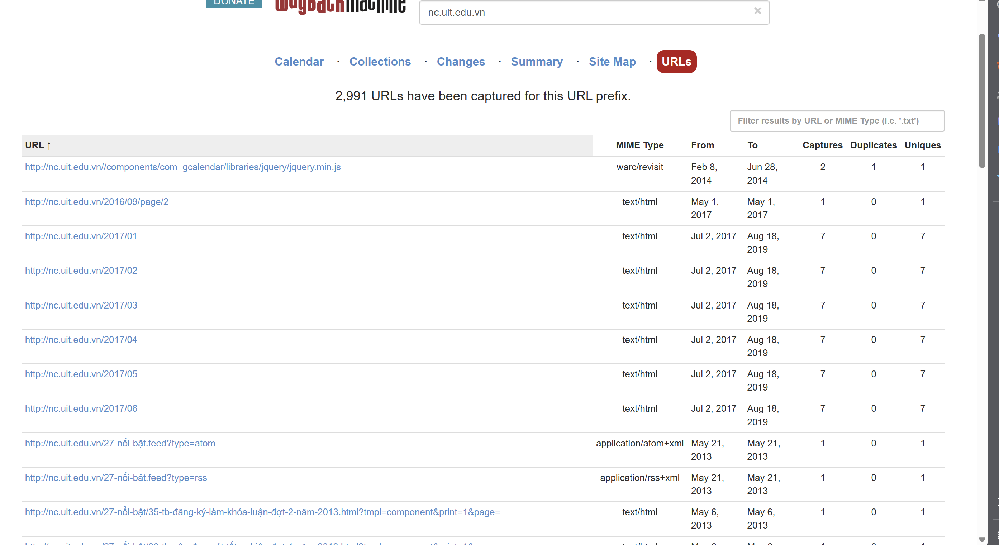 DONATE
WayBackMachine
nc.uit.edu.vn ×
Calendar · Collections · Changes · Summary · Site Map · URLs
2,991 URLs have been captured for this URL prefix.
Filter results by URL or MIME Type (i.e. '.txt')
URL ↑ MIME Type From To Captures Duplicates Uniques
http://nc.uit.edu.vn//components/com_gcalendar/libraries/jquery/jquery.min.js warc/revisit Feb 8, 2014 Jun 28, 2014 2 1 1
http://nc.uit.edu.vn/2016/09/page/2 text/html May 1, 2017 May 1, 2017 1 0 1
http://nc.uit.edu.vn/2017/01 text/html Jul 2, 2017 Aug 18, 2019 7 0 7
http://nc.uit.edu.vn/2017/02 text/html Jul 2, 2017 Aug 18, 2019 7 0 7
http://nc.uit.edu.vn/2017/03 text/html Jul 2, 2017 Aug 18, 2019 7 0 7
http://nc.uit.edu.vn/2017/04 text/html Jul 2, 2017 Aug 18, 2019 7 0 7
http://nc.uit.edu.vn/2017/05 text/html Jul 2, 2017 Aug 18, 2019 7 0 7
http://nc.uit.edu.vn/2017/06 text/html Jul 2, 2017 Aug 18, 2019 7 0 7
http://nc.uit.edu.vn/27-nổi-bật.feed?type=atom application/atom+xml May 21, 2013 May 21, 2013 1 0 1
http://nc.uit.edu.vn/27-nổi-bật.feed?type=rss application/rss+xml May 21, 2013 May 21, 2013 1 0 1
http://nc.uit.edu.vn/27-nổi-bật/35-tb-đăng-ký-làm-khóa-luận-đợt-2-năm-2013.html?tmpl=component&print=1&page= text/html May 6, 2013 May 6, 2013 1 0 1